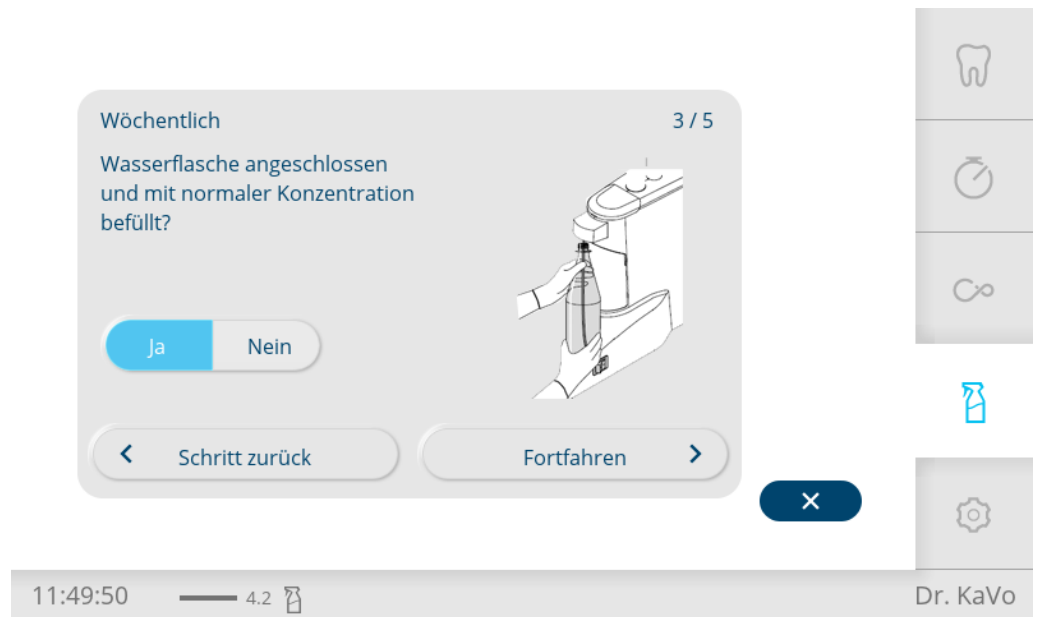 Wöchentlich 3 / 5
Wasserflasche angeschlossen
und mit normaler Konzentration
befüllt?
Ja Nein
Schritt zurück Fortfahren
11:49:50 4.2 Dr. KaVo